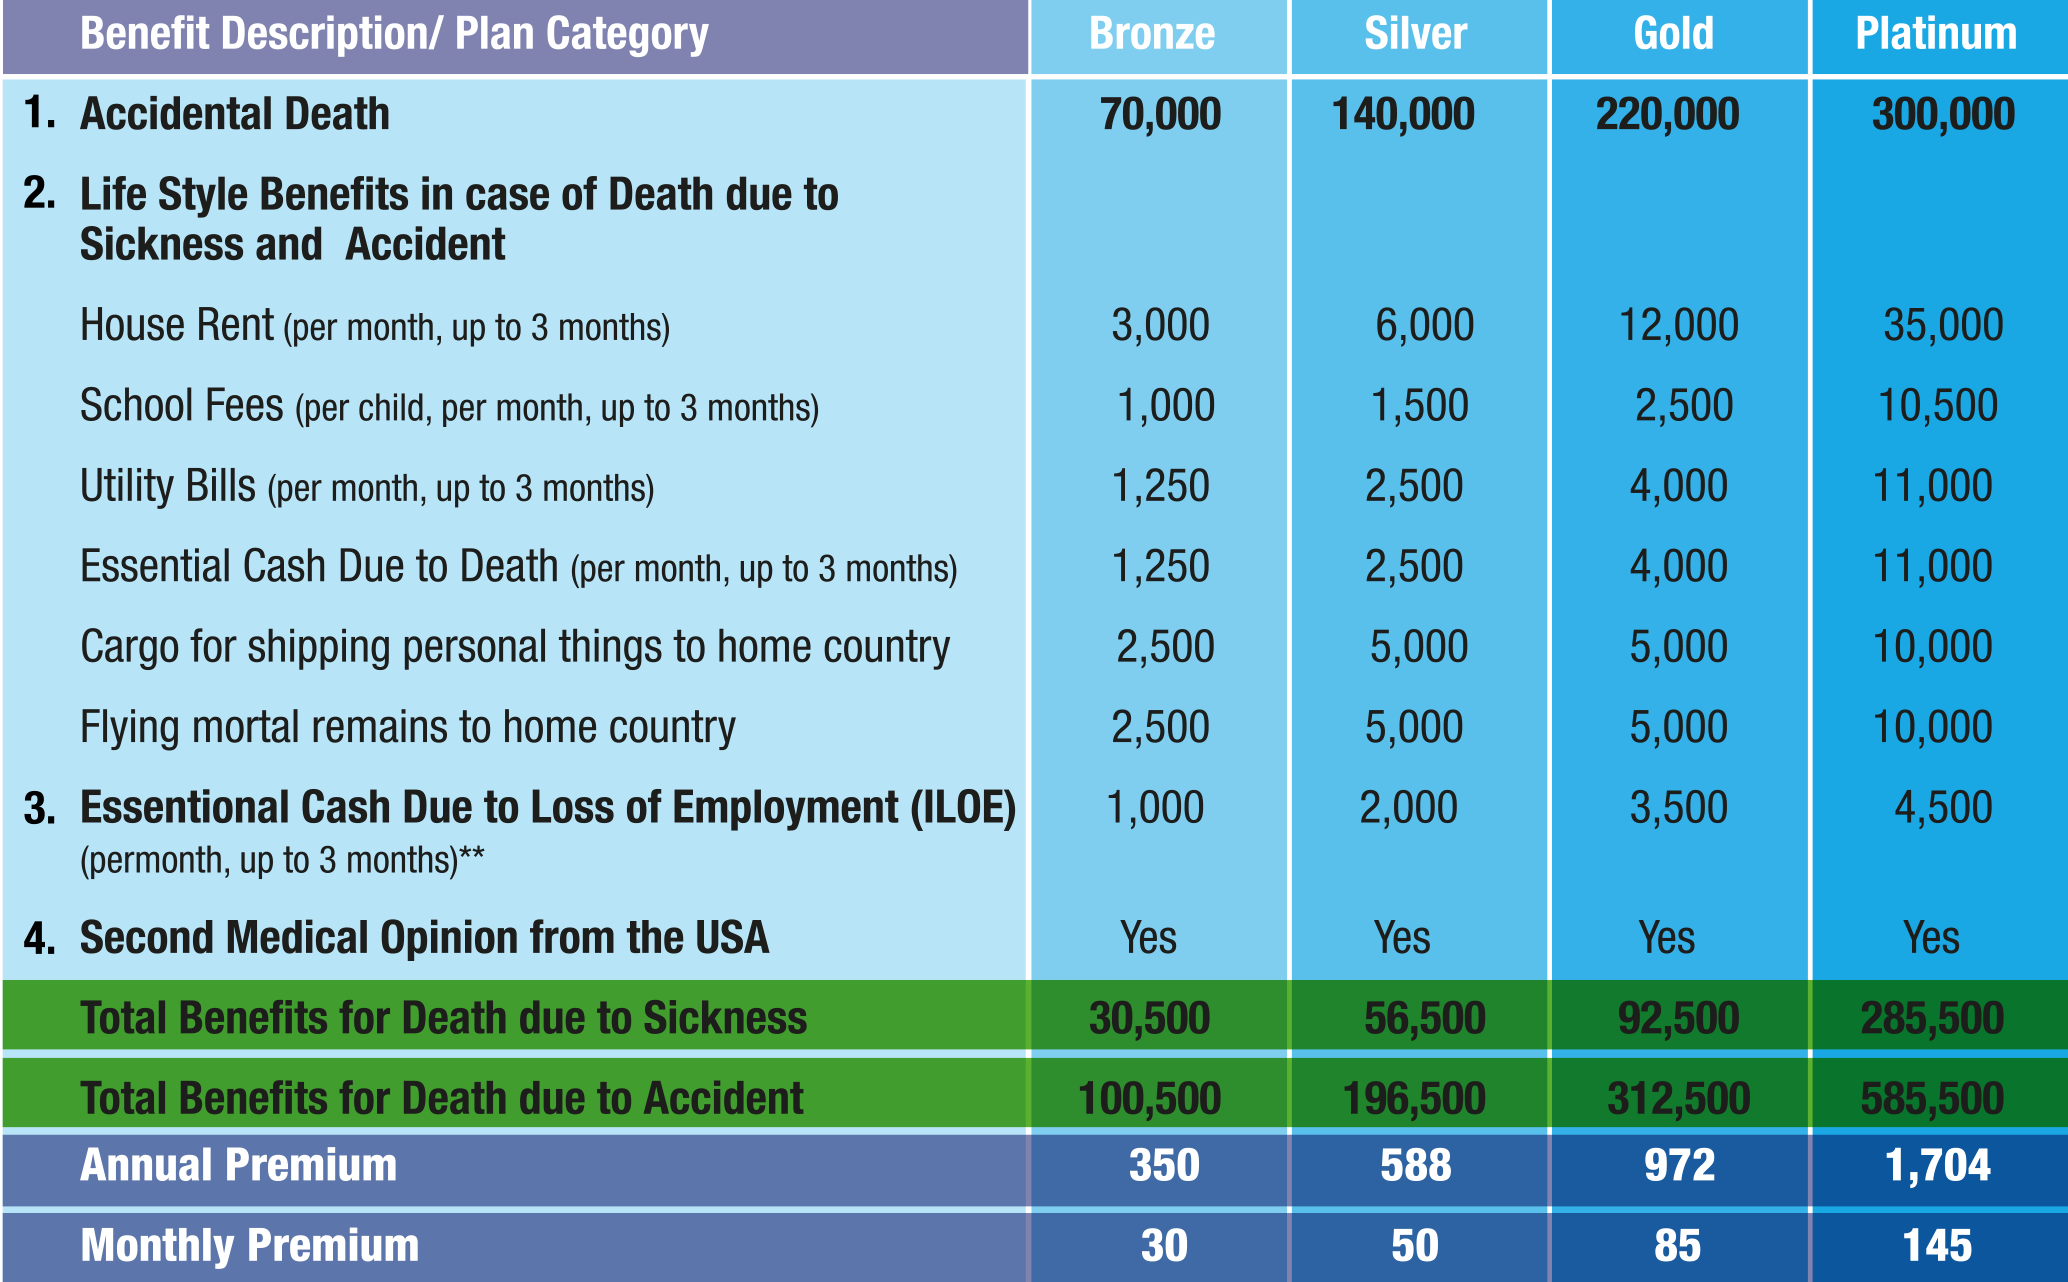 Benefit Description/ Plan Category Bronze Silver Gold Platinum
1. Accidental Death 70,000 140,000 220,000 300,000
2. Life Style Benefits in case of Death due to
Sickness and Accident
House Rent (per month, up to 3 months) 3,000 6,000 12,000 35,000
School Fees (per child, per month, up to 3 months) 1,000 1,500 2,500 10,500
Utility Bills (per month, up to 3 months) 1,250 2,500 4,000 11,000
Essential Cash Due to Death (per month, up to 3 months) 1,250 2,500 4,000 11,000
Cargo for shipping personal things to home country 2,500 5,000 5,000 10,000
Flying mortal remains to home country 2,500 5,000 5,000 10,000
3. Essentional Cash Due to Loss of Employment (ILOE) 1,000 2,000 3,500 4,500
(permonth, up to 3 months)**
4. Second Medical Opinion from the USA Yes Yes Yes Yes
Total Benefits for Death due to Sickness 30,500 56,500 92,500 285,500
Total Benefits for Death due to Accident 100,500 196,500 312,500 585,500
Annual Premium 350 588 972 1,704
Monthly Premium 30 50 85 145